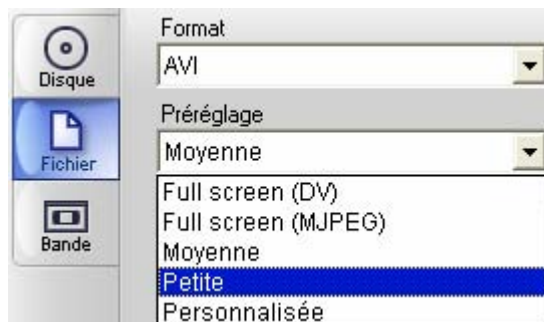 Disque
Fichier
Bande
Format
AVI
Préréglage
Moyenne
Full screen (DV)
Full screen (MJPEG)
Moyenne
Petite
Personnalisée